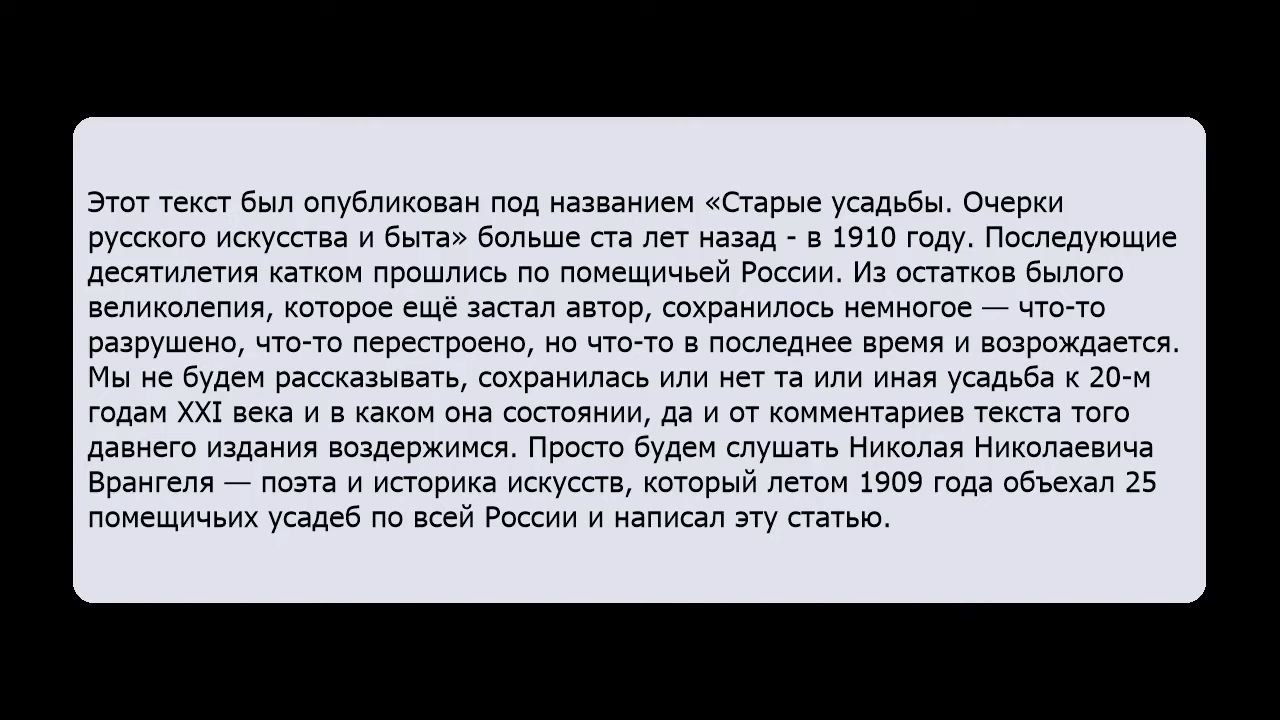 Этот текст был опубликован под названием «Старые усадьбы. Очерки
русского искусства и быта» больше ста лет назад - в 1910 году. Последующие
десятилетия катком прошлись по помещичьей России. Из остатков былого
великолепия, которое ещё застал автор, сохранилось немногое — что-то
разрушено, что-то перестроено, но что-то в последнее время и возрождается.
Мы не будем рассказывать, сохранилась или нет та или иная усадьба к 20-м
годам XXI века и в каком она состоянии, да и от комментариев текста того
давнего издания воздержимся. Просто будем слушать Николая Николаевича
Врангеля — поэта и историка искусств, который летом 1909 года объехал 25
помещичьих усадеб по всей России и написал эту статью.